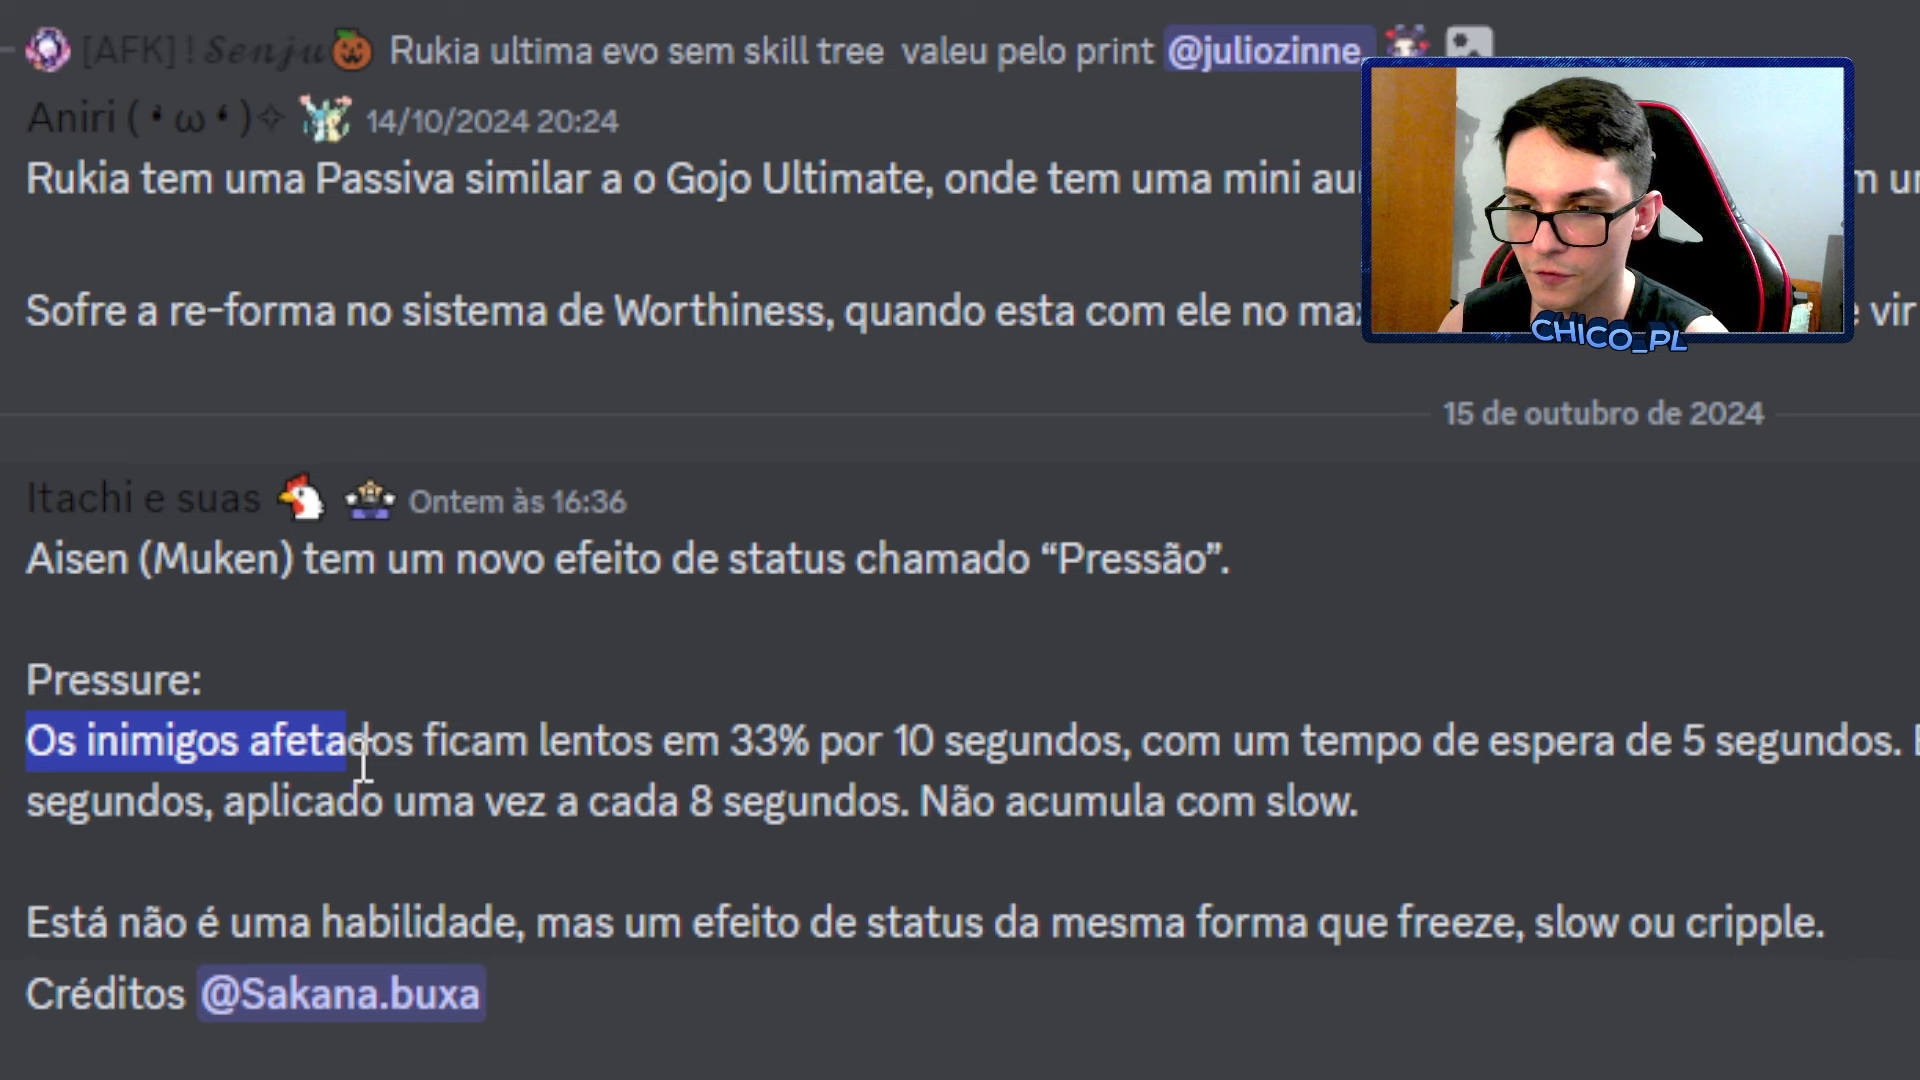 [AFK] ! Senju Rukia ultima evo sem skill tree valeu pelo print @juliozinne
Aniri 14/10/2024 20:24
Rukia tem uma Passiva similar a o Gojo Ultimate, onde tem uma mini
Sofre a re-forma no sistema de Worthiness, quando esta com ele no vir
CHICO_PL
15 de outubro de 2024
Itachi e suas Ontem às 16:36
Aisen (Muken) tem um novo efeito de status chamado “Pressão”.
Pressure:
Os inimigos afetados ficam lentos em 33% por 10 segundos, com um tempo de espera de 5 segundos.
segundos, aplicado uma vez a cada 8 segundos. Não acumula com slow.
Está não é uma habilidade, mas um efeito de status da mesma forma que freeze, slow ou cripple.
Créditos @Sakana.buxa